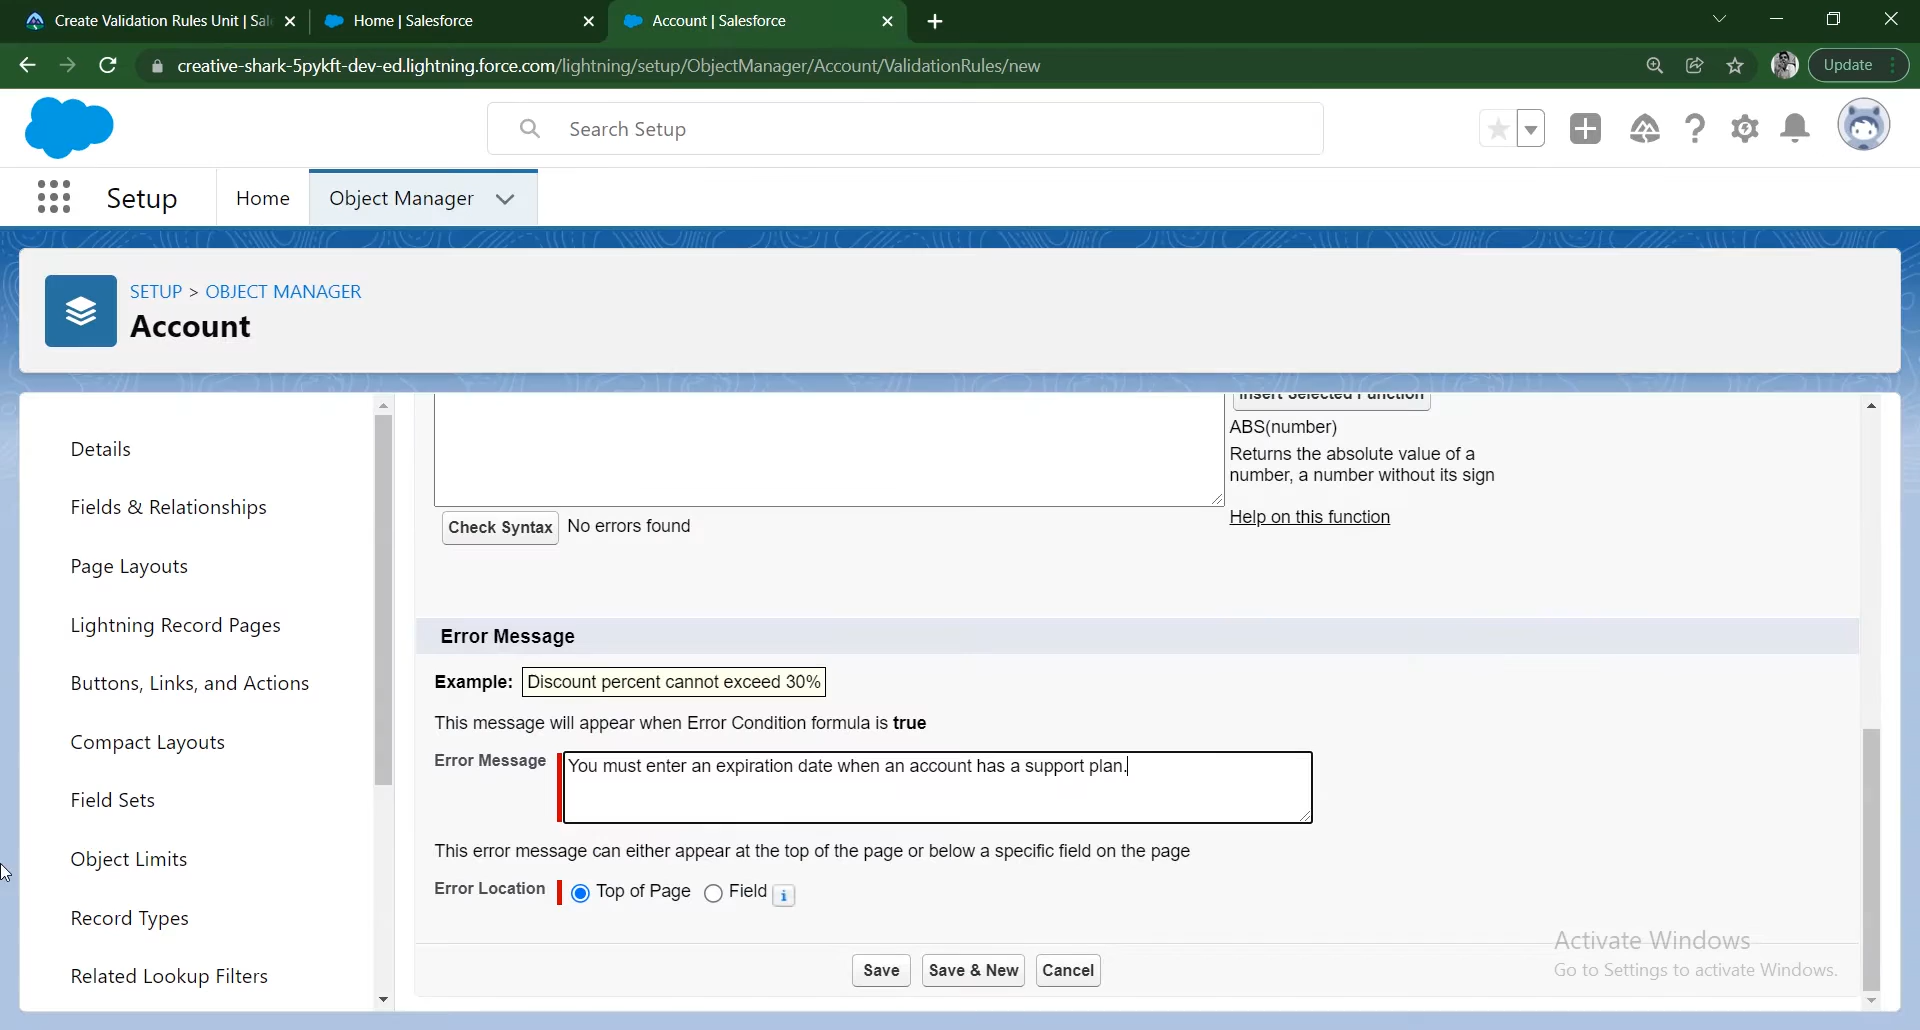 Create Validation Rules Unit | Sal
Home | Salesforce
Account | Salesforce
creative-shark-5pykft-dev-ed.lightning.force.com/lightning/setup/ObjectManager/Account/ValidationRules/new
Update
Search Setup
Setup
Home
Object Manager
SETUP > OBJECT MANAGER
Account
Details
Fields & Relationships
Page Layouts
Lightning Record Pages
Buttons, Links, and Actions
Compact Layouts
Field Sets
Object Limits
Record Types
Related Lookup Filters
Insert Selected Function
ABS(number)
Returns the absolute value of a
number, a number without its sign
Help on this function
Check Syntax No errors found
Error Message
Example: Discount percent cannot exceed 30%
This message will appear when Error Condition formula is true
Error Message You must enter an expiration date when an account has a support plan.
This error message can either appear at the top of the page or below a specific field on the page
Error Location Top of Page Field i
Save Save & New Cancel
Activate Windows
Go to Settings to activate Windows.